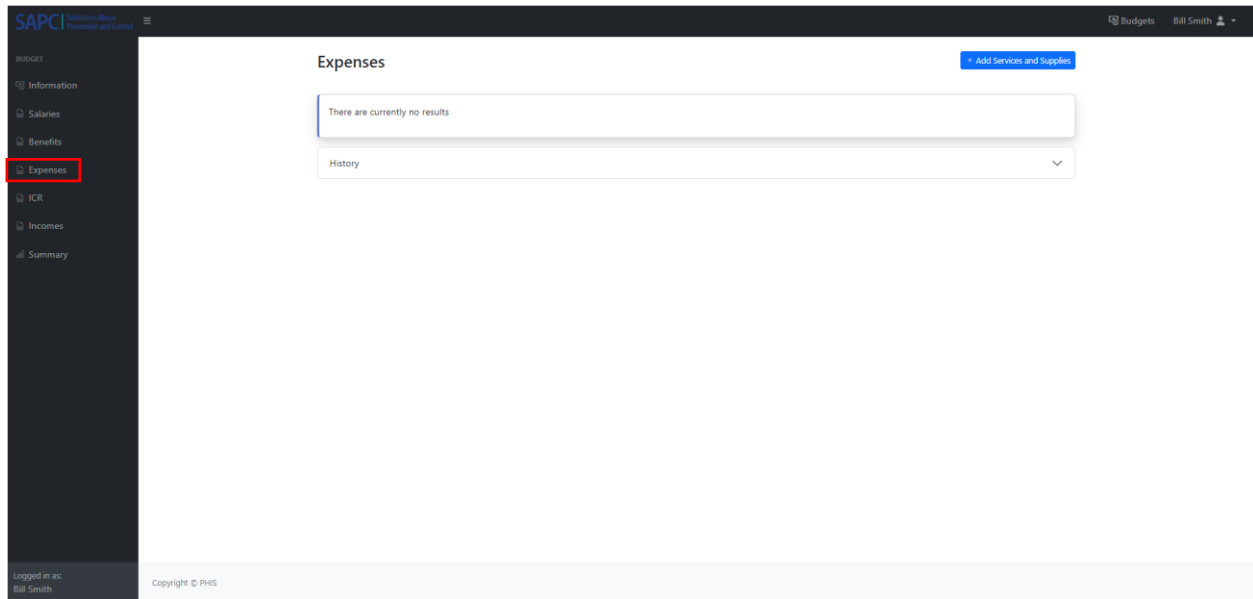 SAPC Substance Abuse
Prevention and Control
Budgets Bill Smith
BUDGET
Information
Salaries
Benefits
Expenses
ICR
Incomes
Summary
Expenses
+ Add Services and Supplies
There are currently no results
History
Logged in as:
Bill Smith
Copyright © PHIS